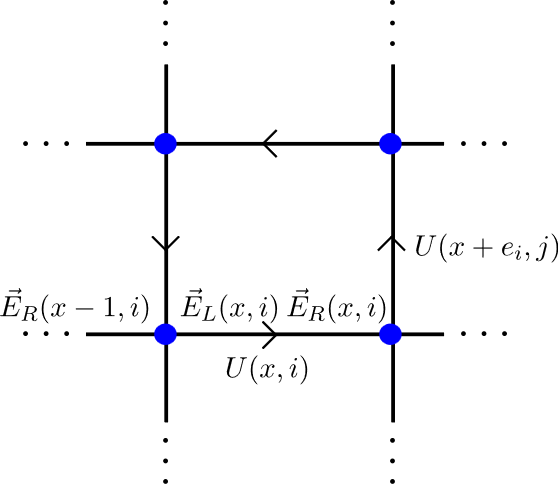 U(x + e_i, j)
\vec{E}_R(x − 1, i) \vec{E}_L(x, i) \vec{E}_R(x, i)
U(x, i)